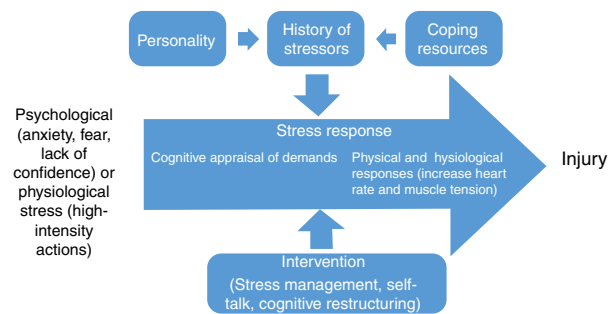 Personality
History of
stressors
Coping
resources
Psychological
(anxiety, fear,
lack of
confidence) or
physiological
stress (high-
intensity
actions)
Stress response
Cognitive appraisal of demands
Physical and hysiological
responses (increase heart
rate and muscle tension)
Injury
Intervention
(Stress management, self-
talk, cognitive restructuring)